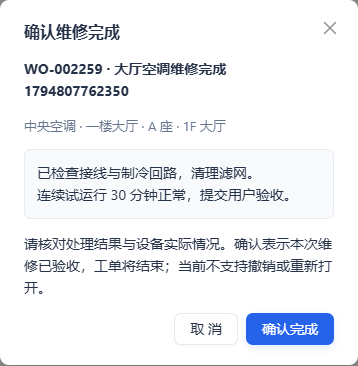 确认维修完成
WO-002259 · 大厅空调维修完成
1794807762350
中央空调 · 一楼大厅 · A 座 · 1F 大厅
已检查接线与制冷回路，清理滤网。
连续试运行 30 分钟正常，提交用户验收。
请核对处理结果与设备实际情况。确认表示本次维
修已验收，工单将结束；当前不支持撤销或重新打
开。
取 消
确认完成